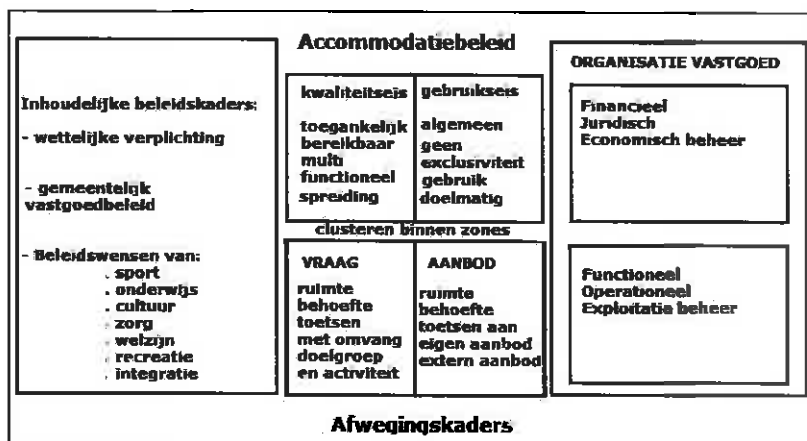 Accommodatiebeleid
Inhoudelijke beleidskaders:
- wettelijke verplichting
- gemeentelijk
vastgoedbeleid
- Beleidswensen van:
. sport
. onderwijs
. cultuur
. zorg
. welzijn
. recreatie
. integratie
kwaliteitseis
toegankelijk
bereikbaar
multi
functioneel
spreiding
gebruikseis
algemeen
geen
exclusiviteit
gebruik
doelmatig
clusteren binnen zones
VRAAG
ruimte
behoefte
toetsen
met omvang
doelgroep
en activiteit
AANBOD
ruimte
behoefte
toetsen aan
eigen aanbod
extern aanbod
ORGANISATIE VASTGOED
Financieel
Juridisch
Economisch beheer
Functioneel
Operationeel
Exploitatie beheer
Afwegingskaders